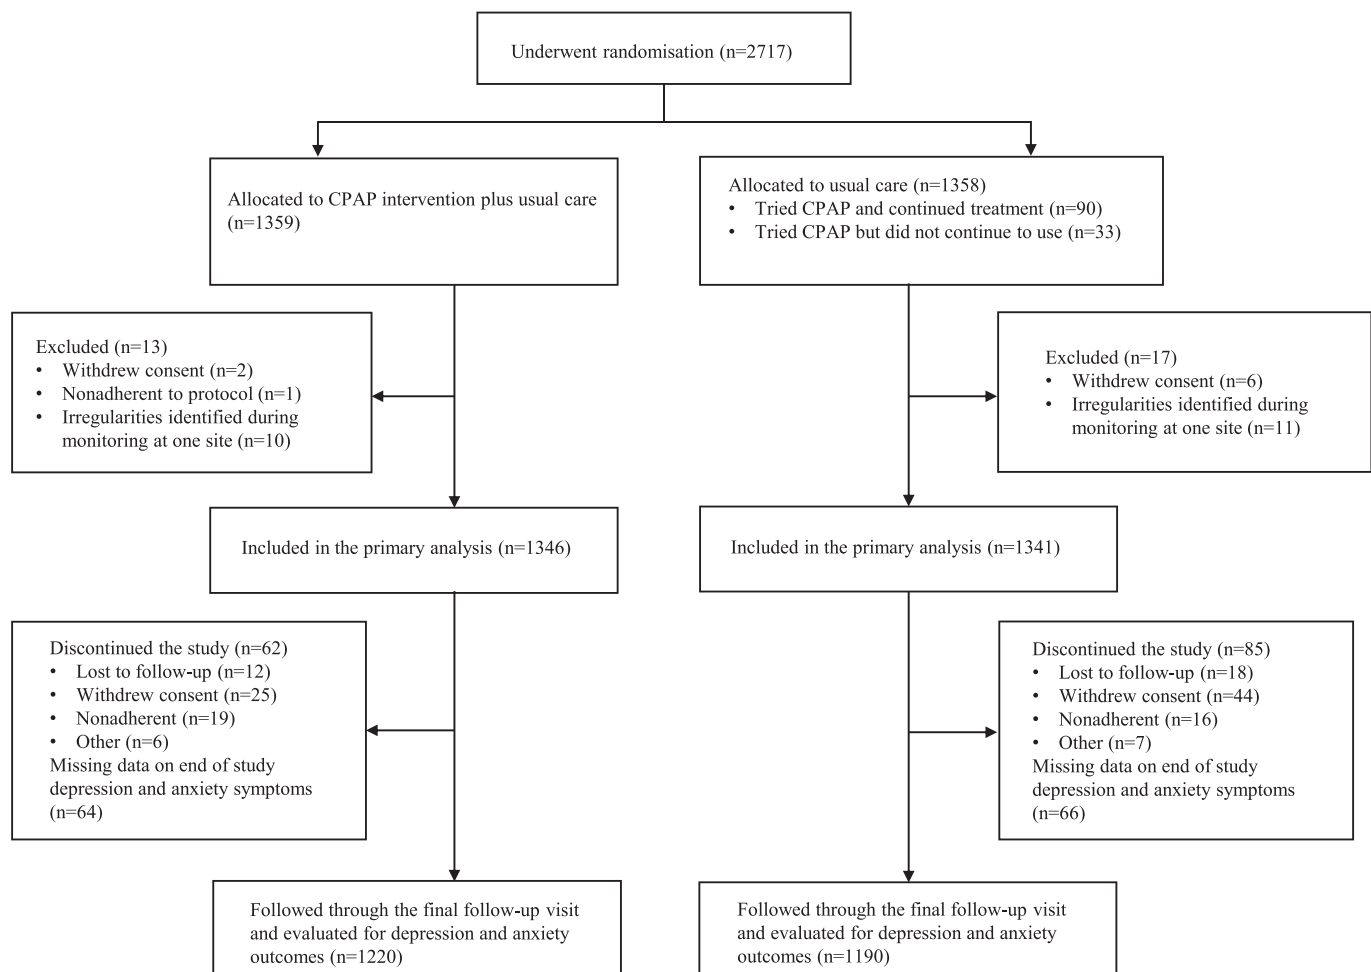 Underwent randomisation (n=2717)
Allocated to CPAP intervention plus usual care
(n=1359)
Allocated to usual care (n=1358)
• Tried CPAP and continued treatment (n=90)
• Tried CPAP but did not continue to use (n=33)
Excluded (n=13)
• Withdrew consent (n=2)
• Nonadherent to protocol (n=1)
• Irregularities identified during
monitoring at one site (n=10)
Excluded (n=17)
• Withdrew consent (n=6)
• Irregularities identified during
monitoring at one site (n=11)
Included in the primary analysis (n=1346)
Included in the primary analysis (n=1341)
Discontinued the study (n=62)
• Lost to follow-up (n=12)
• Withdrew consent (n=25)
• Nonadherent (n=19)
• Other (n=6)
Missing data on end of study
depression and anxiety symptoms
(n=64)
Discontinued the study (n=85)
• Lost to follow-up (n=18)
• Withdrew consent (n=44)
• Nonadherent (n=16)
• Other (n=7)
Missing data on end of study
depression and anxiety symptoms
(n=66)
Followed through the final follow-up visit
and evaluated for depression and anxiety
outcomes (n=1220)
Followed through the final follow-up visit
and evaluated for depression and anxiety
outcomes (n=1190)